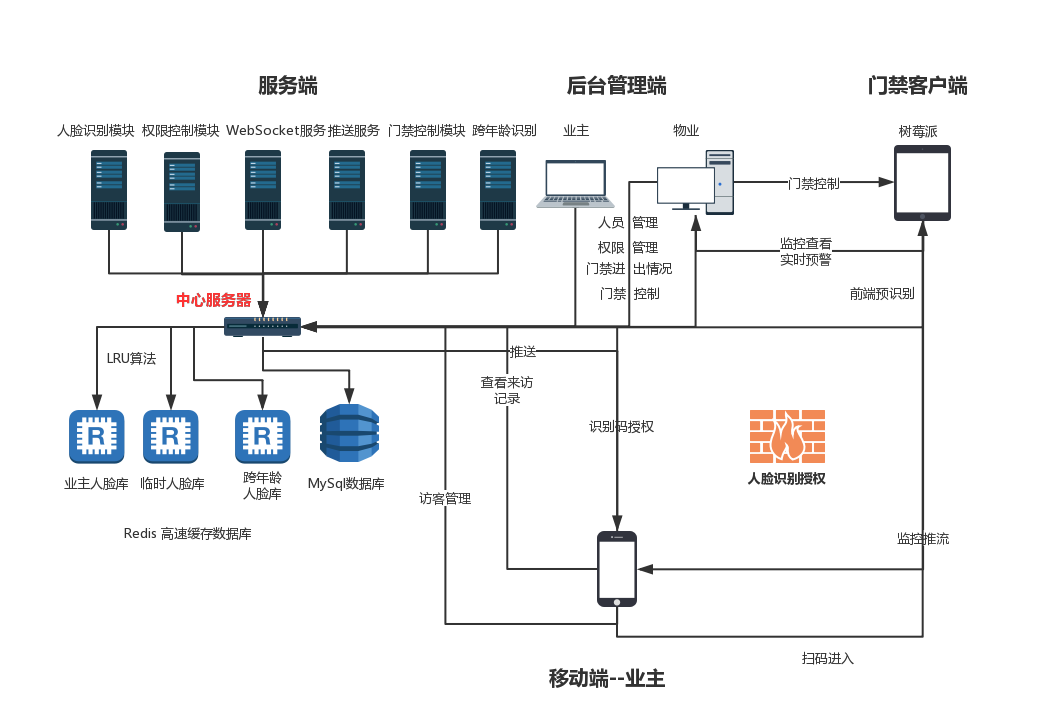 服务端
后台管理端
门禁客户端
人脸识别模块
权限控制模块
WebSocket服务
推送服务
门禁控制模块
跨年龄识别
业主
物业
树莓派
门禁控制
人员 管理
权限 管理
门禁进 出情况
门禁 控制
监控查看
实时预警
前端预识别
中心服务器
推送
LRU算法
查看来访
记录
R
R
R
识别码授权
业主人脸库
临时人脸库
跨年龄
人脸库
MySql数据库
人脸识别授权
访客管理
Redis 高速缓存数据库
监控推流
扫码进入
移动端--业主